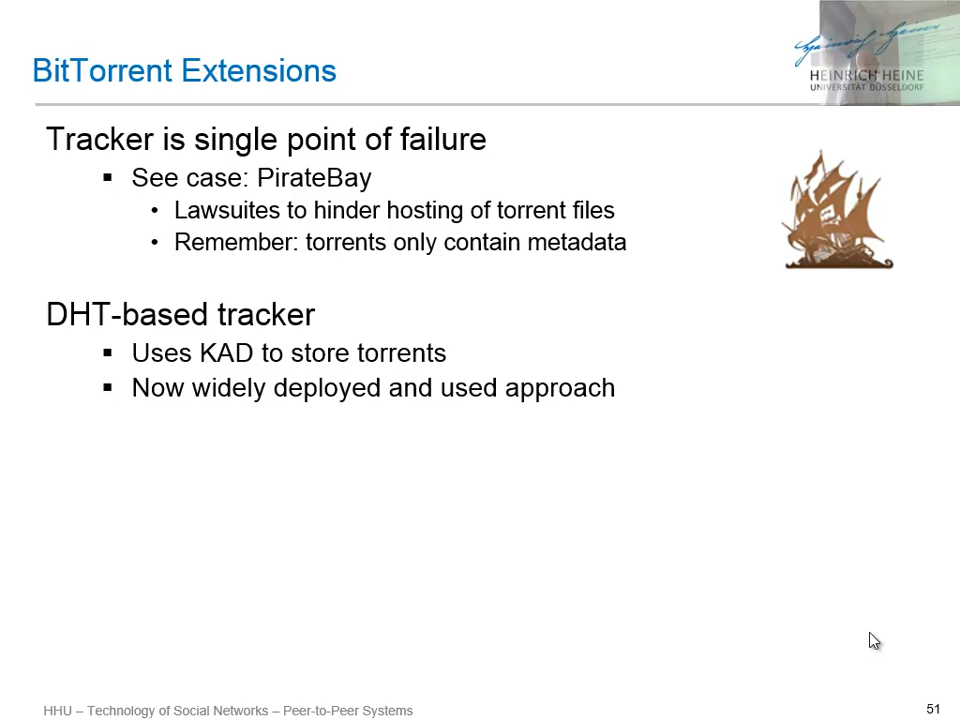 BitTorrent Extensions
Heinrich Heine
HEINRICH HEINE
UNIVERSITÄT DÜSSELDORF
Tracker is single point of failure
▪ See case: PirateBay
• Lawsuites to hinder hosting of torrent files
• Remember: torrents only contain metadata
DHT-based tracker
▪ Uses KAD to store torrents
▪ Now widely deployed and used approach
HHU – Technology of Social Networks – Peer-to-Peer Systems
51